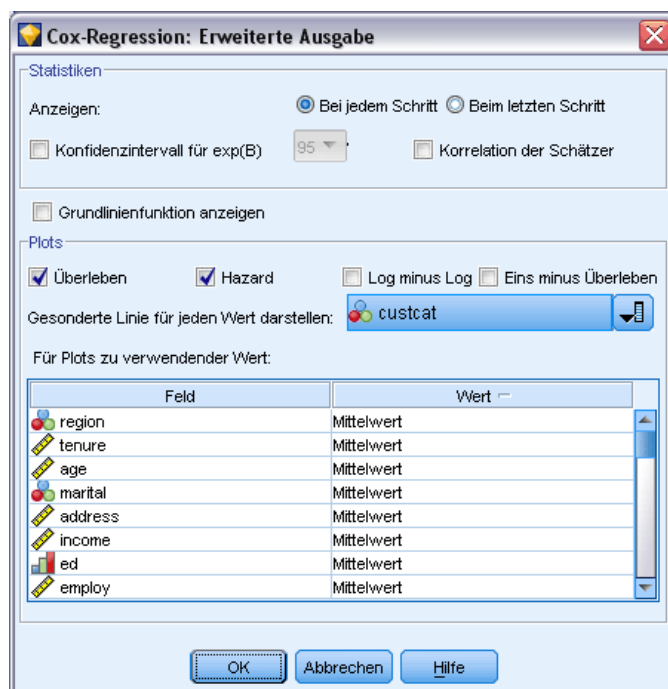 Cox-Regression: Erweiterte Ausgabe
Statistiken
Anzeigen: Bei jedem Schritt Beim letzten Schritt
Konfidenzintervall für exp(B) 95 Korrelation der Schätzer
Grundlinienfunktion anzeigen
Plots
Überleben Hazard Log minus Log Eins minus Überleben
Gesonderte Linie für jeden Wert darstellen: custcat
Für Plots zu verwendender Wert:
Feld Wert
region Mittelwert
tenure Mittelwert
age Mittelwert
marital Mittelwert
address Mittelwert
income Mittelwert
ed Mittelwert
employ Mittelwert
OK Abbrechen Hilfe